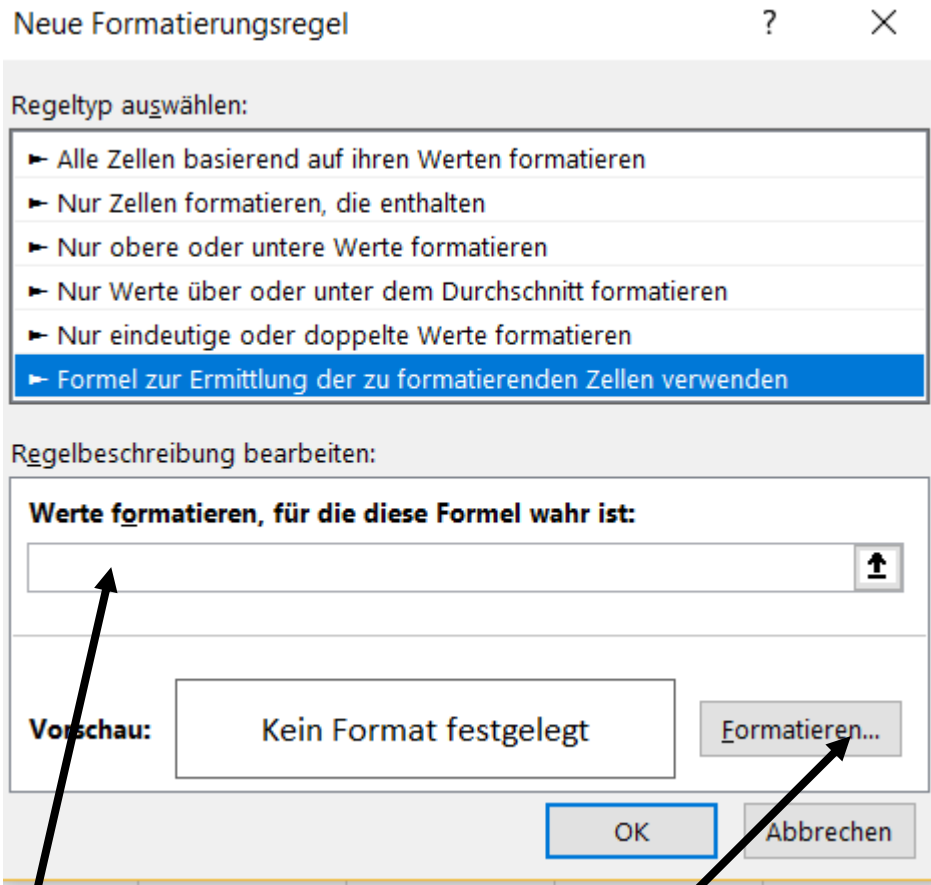 Neue Formatierungsregel ?
Regeltyp auswählen:
► Alle Zellen basierend auf ihren Werten formatieren
► Nur Zellen formatieren, die enthalten
► Nur obere oder untere Werte formatieren
► Nur Werte über oder unter dem Durchschnitt formatieren
► Nur eindeutige oder doppelte Werte formatieren
► Formel zur Ermittlung der zu formatierenden Zellen verwenden
Regelbeschreibung bearbeiten:
Werte formatieren, für die diese Formel wahr ist:
Vorschau: Kein Format festgelegt Formatieren...
OK Abbrechen